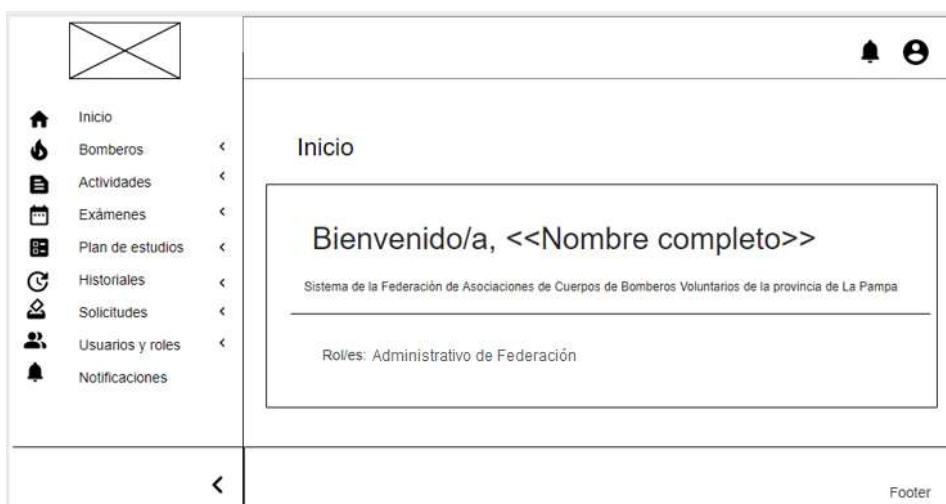 Inicio
Bomberos
Actividades
Exámenes
Plan de estudios
Historiales
Solicitudes
Usuarios y roles
Notificaciones
Inicio
Bienvenido/a, <<Nombre completo>>
Sistema de la Federación de Asociaciones de Cuerpos de Bomberos Voluntarios de la provincia de La Pampa
Rol/es: Administrativo de Federación
Footer